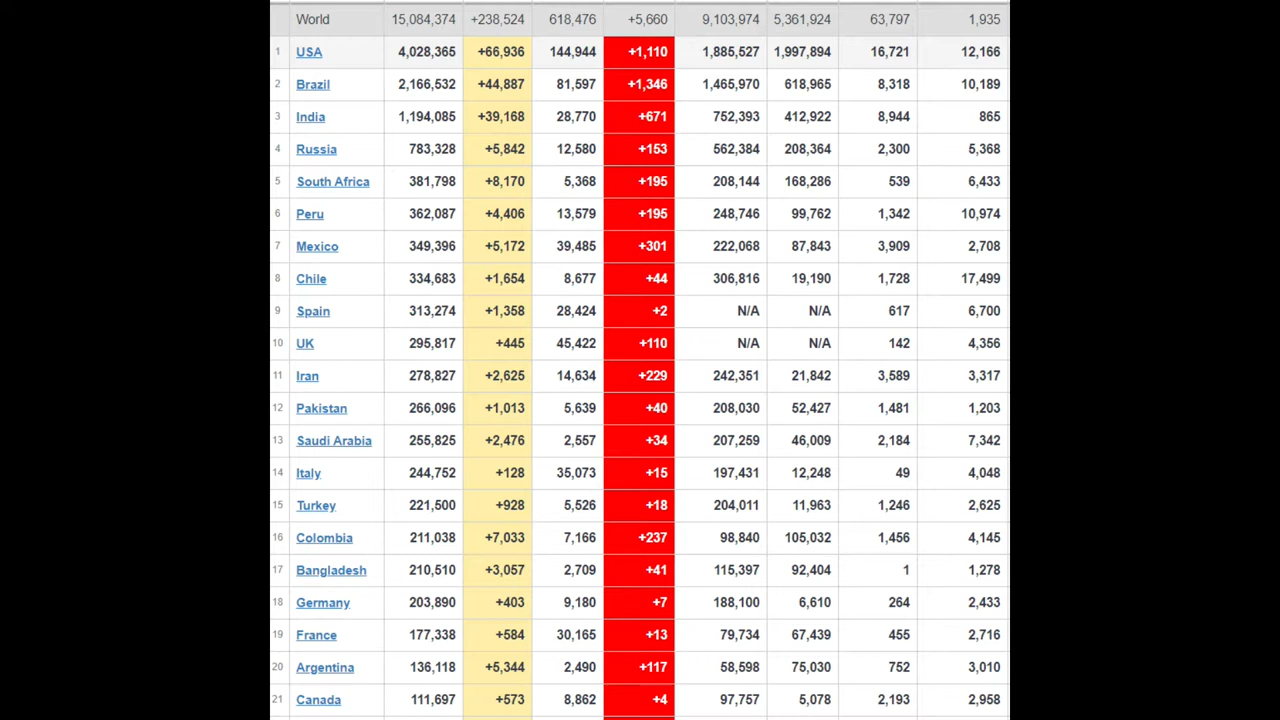 World 15,084,374 +238,524 618,476 +5,660 9,103,974 5,361,924 63,797 1,935
1 USA 4,028,365 +66,936 144,944 +1,110 1,885,527 1,997,894 16,721 12,166
2 Brazil 2,166,532 +44,887 81,597 +1,346 1,465,970 618,965 8,318 10,189
3 India 1,194,085 +39,168 28,770 +671 752,393 412,922 8,944 865
4 Russia 783,328 +5,842 12,580 +153 562,384 208,364 2,300 5,368
5 South Africa 381,798 +8,170 5,368 +195 208,144 168,286 539 6,433
6 Peru 362,087 +4,406 13,579 +195 248,746 99,762 1,342 10,974
7 Mexico 349,396 +5,172 39,485 +301 222,068 87,843 3,909 2,708
8 Chile 334,683 +1,654 8,677 +44 306,816 19,190 1,728 17,499
9 Spain 313,274 +1,358 28,424 +2 N/A N/A 617 6,700
10 UK 295,817 +445 45,422 +110 N/A N/A 142 4,356
11 Iran 278,827 +2,625 14,634 +229 242,351 21,842 3,589 3,317
12 Pakistan 266,096 +1,013 5,639 +40 208,030 52,427 1,481 1,203
13 Saudi Arabia 255,825 +2,476 2,557 +34 207,259 46,009 2,184 7,342
14 Italy 244,752 +128 35,073 +15 197,431 12,248 49 4,048
15 Turkey 221,500 +928 5,526 +18 204,011 11,963 1,246 2,625
16 Colombia 211,038 +7,033 7,166 +237 98,840 105,032 1,456 4,145
17 Bangladesh 210,510 +3,057 2,709 +41 115,397 92,404 1 1,278
18 Germany 203,890 +403 9,180 +7 188,100 6,610 264 2,433
19 France 177,338 +584 30,165 +13 79,734 67,439 455 2,716
20 Argentina 136,118 +5,344 2,490 +117 58,598 75,030 752 3,010
21 Canada 111,697 +573 8,862 +4 97,757 5,078 2,193 2,958